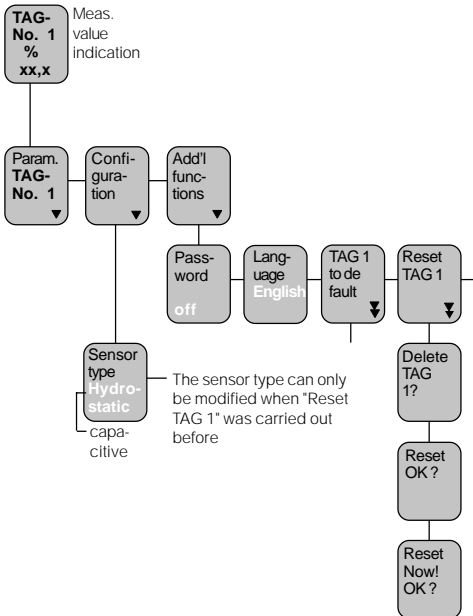 TAG-
No. 1
%
xx,x
Meas.
value
indication
Param.
TAG-
No. 1
Confi-
gura-
tion
Add'l
func-
tions
Pass-
word
off
Lang-
uage
English
TAG 1
to de
fault
Reset
TAG 1
Sensor
type
Hydro-
static
capa-
citive
The sensor type can only
be modified when "Reset
TAG 1" was carried out
before
Delete
TAG
1?
Reset
OK ?
Reset
Now!
OK ?